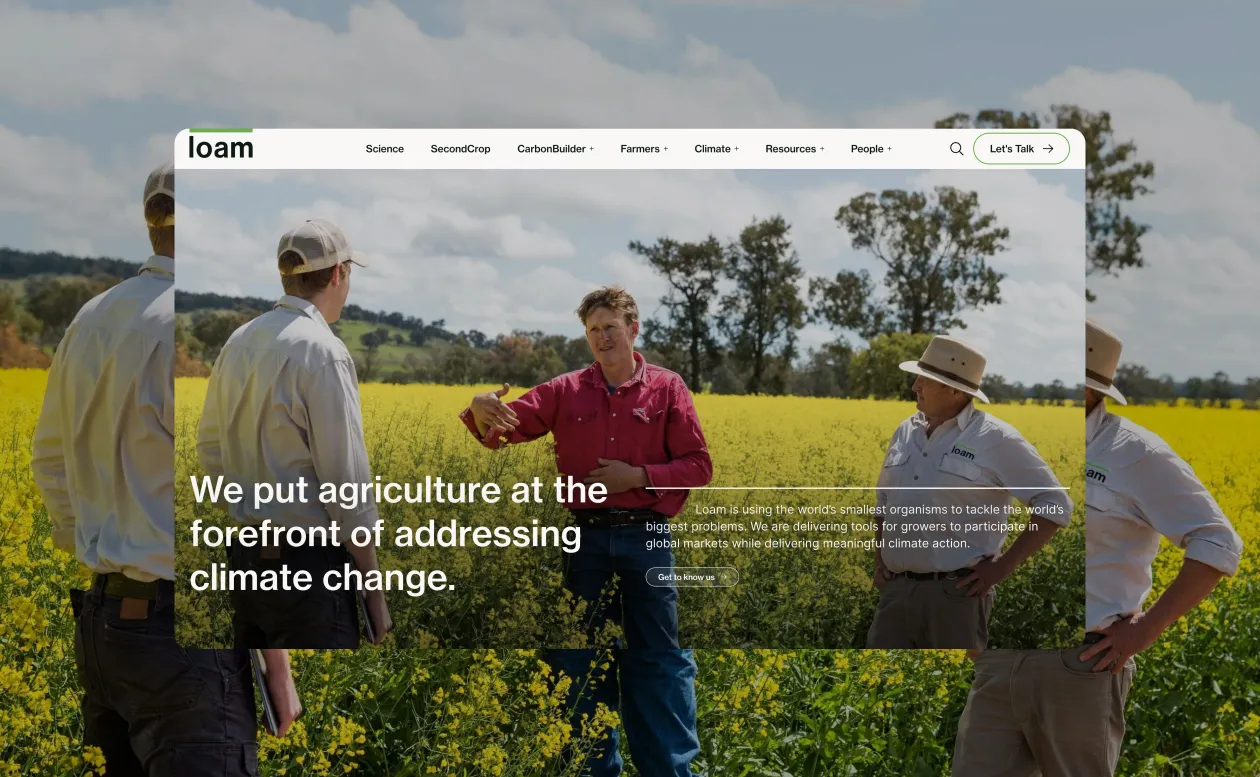 loam
Science
SecondCrop
CarbonBuilder +
Farmers +
Climate +
Resources +
People +
Let's Talk →
loam
am
We put agriculture at the
forefront of addressing
climate change.
Loam is using the world's smallest organisms to tackle the world's
biggest problems. We are delivering tools for growers to participate in
global markets while delivering meaningful climate action.
Get to know us →